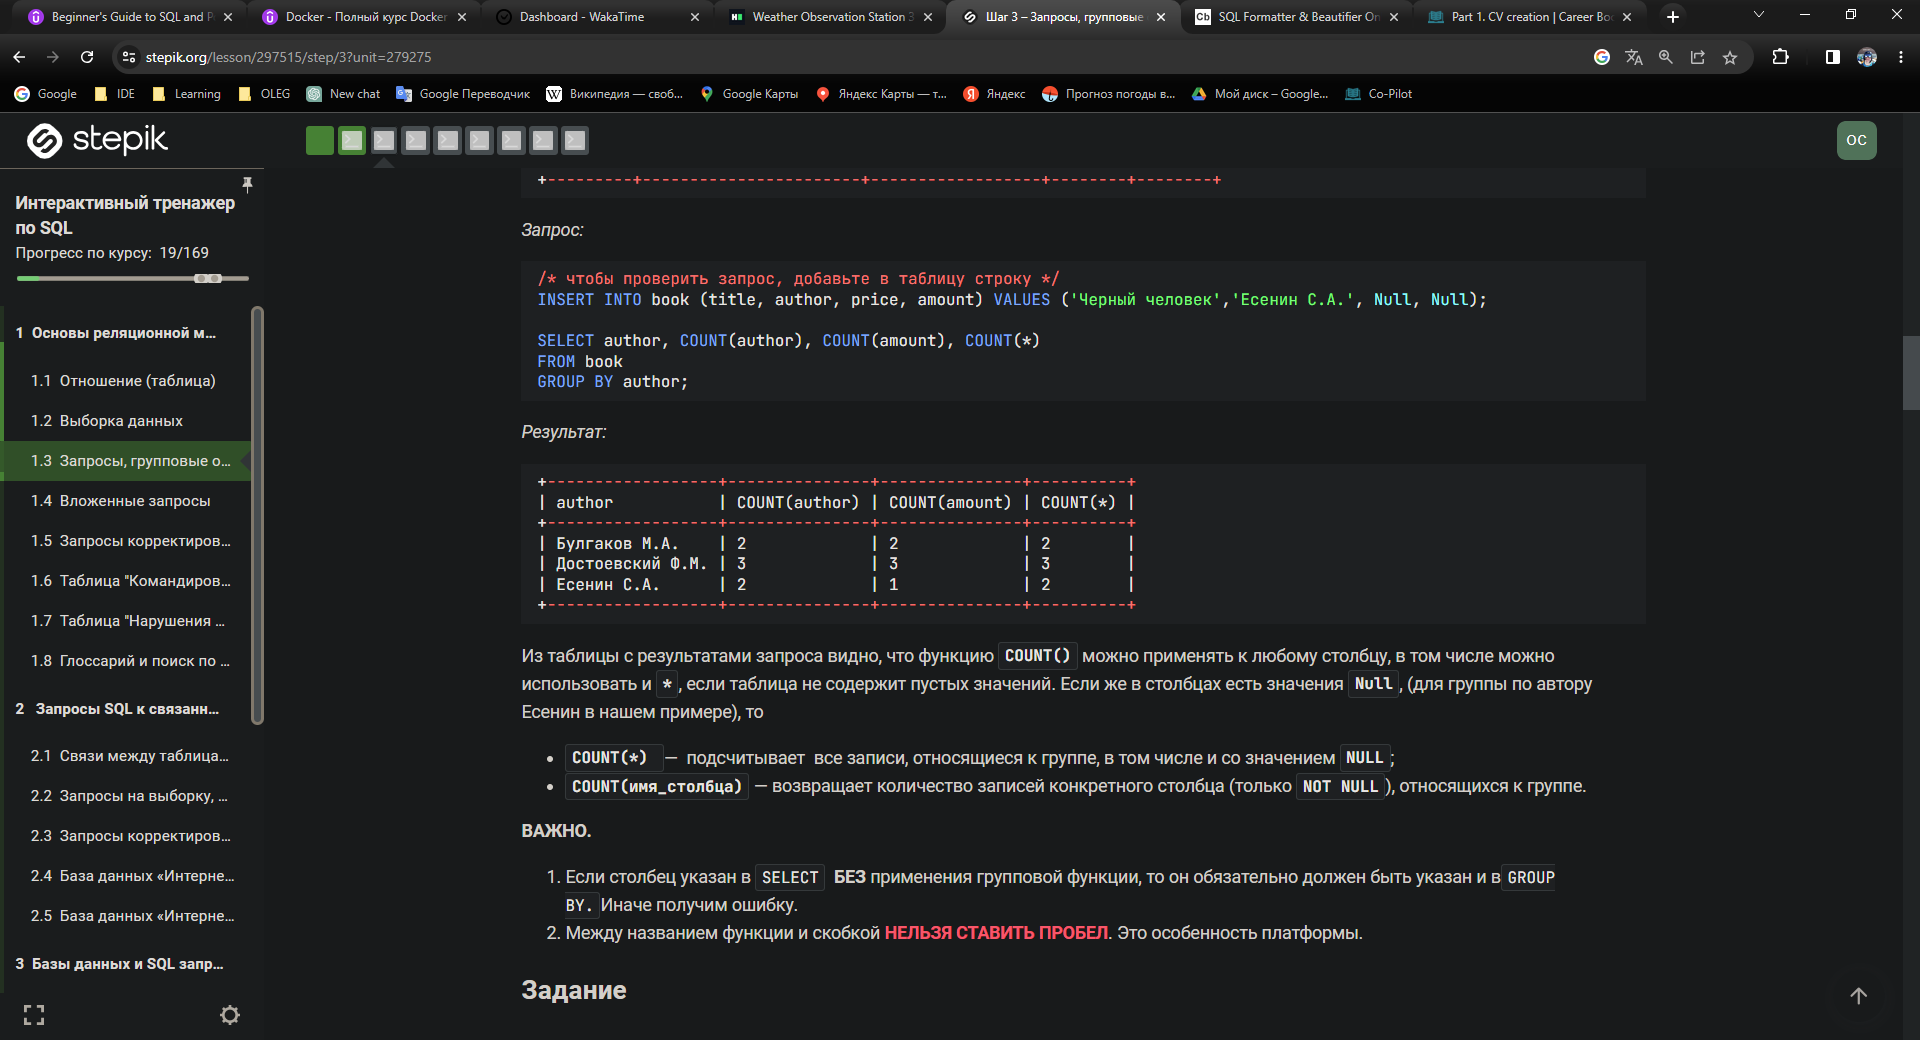 Beginner's Guide to SQL and P
Docker - Полный курс Docker
Dashboard - WakaTime
Weather Observation Station 3
Шаг 3 – Запросы, групповые
SQL Formatter & Beautifier On
Part 1. CV creation | Career Boo
stepik.org/lesson/297515/step/3?unit=279275
Google
IDE
Learning
OLEG
New chat
Google Переводчик
Википедия — своб...
Google Карты
Яндекс Карты — т...
Яндекс
Прогноз погоды в...
Мой диск – Google...
Co-Pilot
stepik
OC
Интерактивный тренажер
по SQL
Прогресс по курсу: 19/169
1 Основы реляционной м...
1.1 Отношение (таблица)
1.2 Выборка данных
1.3 Запросы, групповые о...
1.4 Вложенные запросы
1.5 Запросы корректиров...
1.6 Таблица "Командиров...
1.7 Таблица "Нарушения ...
1.8 Глоссарий и поиск по ...
2 Запросы SQL к связанн...
2.1 Связи между таблица...
2.2 Запросы на выборку, ...
2.3 Запросы корректиров...
2.4 База данных «Интерне...
2.5 База данных «Интерне...
3 Базы данных и SQL запр...
+---------+-----------------------+------------------+--------+--------+
Запрос:
/* чтобы проверить запрос, добавьте в таблицу строку */
INSERT INTO book (title, author, price, amount) VALUES ('Черный человек','Есенин С.А.', Null, Null);
SELECT author, COUNT(author), COUNT(amount), COUNT(*)
FROM book
GROUP BY author;
Результат:
+------------------+---------------+---------------+----------+
| author | COUNT(author) | COUNT(amount) | COUNT(*) |
+------------------+---------------+---------------+----------+
| Булгаков М.А. | 2 | 2 | 2 |
| Достоевский Ф.М. | 3 | 3 | 3 |
| Есенин С.А. | 2 | 1 | 2 |
+------------------+---------------+---------------+----------+
Из таблицы с результатами запроса видно, что функцию COUNT() можно применять к любому столбцу, в том числе можно
использовать и *, если таблица не содержит пустых значений. Если же в столбцах есть значения Null, (для группы по автору
Есенин в нашем примере), то
• COUNT(*) — подсчитывает все записи, относящиеся к группе, в том числе и со значением NULL;
• COUNT(имя_столбца) — возвращает количество записей конкретного столбца (только NOT NULL), относящихся к группе.
ВАЖНО.
1. Если столбец указан в SELECT БЕЗ применения групповой функции, то он обязательно должен быть указан и в GROUP
BY. Иначе получим ошибку.
2. Между названием функции и скобкой НЕЛЬЗЯ СТАВИТЬ ПРОБЕЛ. Это особенность платформы.
Задание